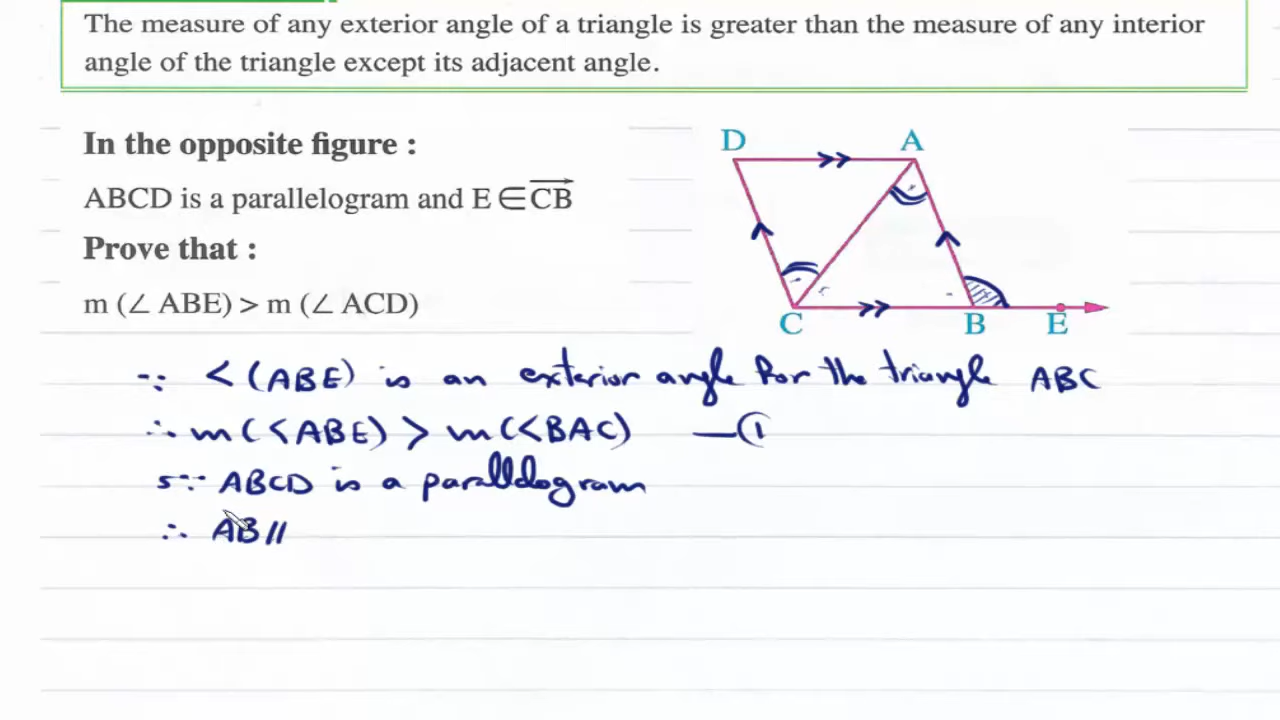 The measure of any exterior angle of a triangle is greater than the measure of any interior
angle of the triangle except its adjacent angle.
In the opposite figure :
ABCD is a parallelogram and E ∈ CB
Prove that :
m (∠ ABE) > m (∠ ACD)
D A
C B E
∵ < (ABE) is an exterior angle for the triangle ABC
∴ m(<ABE) > m(<BAC) —(1
, ∵ ABCD is a parallelogram
∴ AB //